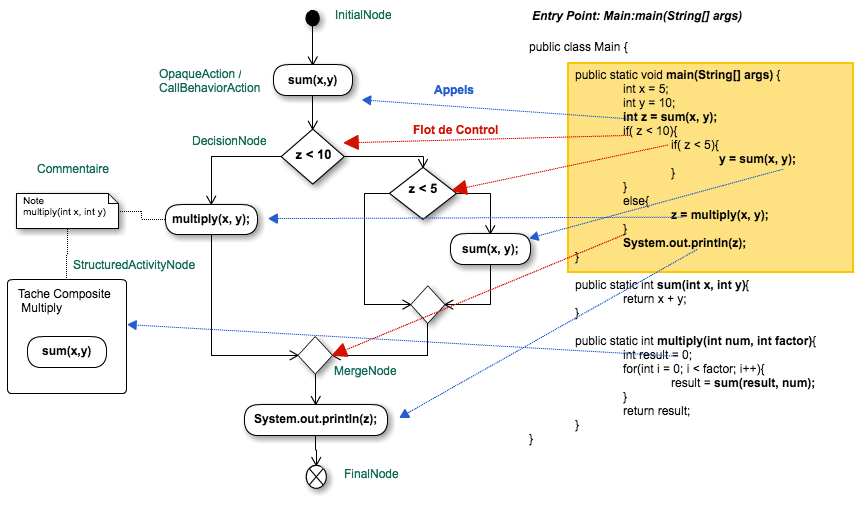 InitialNode
OpaqueAction /
CallBehaviorAction
sum(x,y)
DecisionNode
z < 10
Appels
Flot de Control
Commentaire
Note
multiply(int x, int y)
multiply(x, y);
z < 5
sum(x, y);
StructuredActivityNode
Tache Composite
Multiply
sum(x,y)
MergeNode
System.out.println(z);
FinalNode
Entry Point: Main:main(String[] args)
public class Main {
public static void main(String[] args) {
int x = 5;
int y = 10;
int z = sum(x, y);
if( z < 10){
if( z < 5){
y = sum(x, y);
}
}
else{
z = multiply(x, y);
}
System.out.println(z);
}
public static int sum(int x, int y){
return x + y;
}
public static int multiply(int num, int factor){
int result = 0;
for(int i = 0; i < factor; i++){
result = sum(result, num);
}
return result;
}
}